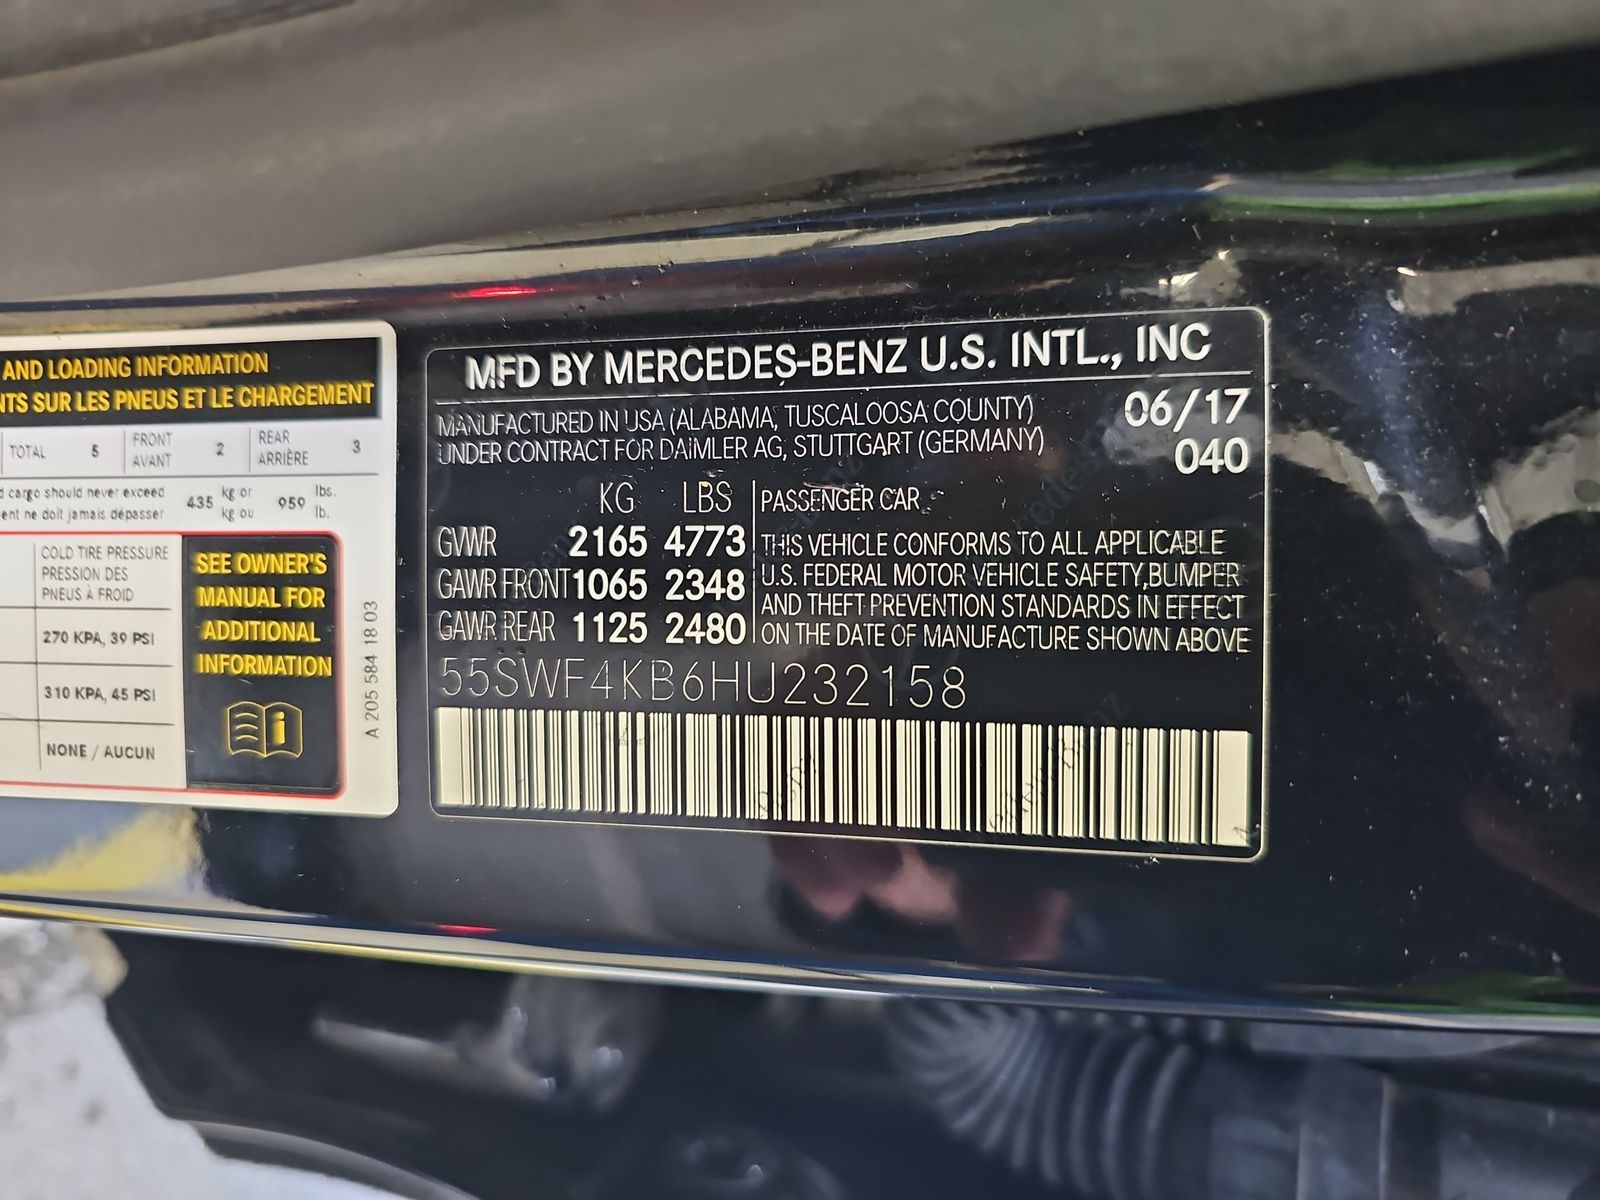 AND LOADING INFORMATION
NTS SUR LES PNEUS ET LE CHARGEMENT
TOTAL 5 FRONT AVANT 2 REAR ARRIÈRE 3
cargo should never exceed 435 kg or 959 lbs.
ent ne doit jamais dépasser kg ou lb.
COLD TIRE PRESSURE
PRESSION DES
PNEUS À FROID
270 KPA, 39 PSI
310 KPA, 45 PSI
NONE / AUCUN
SEE OWNER'S
MANUAL FOR
ADDITIONAL
INFORMATION
i
A 205 584 18 03
MFD BY MERCEDES-BENZ U.S. INTL., INC
MANUFACTURED IN USA (ALABAMA, TUSCALOOSA COUNTY) 06/17
UNDER CONTRACT FOR DAIMLER AG, STUTTGART (GERMANY) 040
KG LBS
GVWR 2165 4773
GAWR FRONT 1065 2348
GAWR REAR 1125 2480
PASSENGER CAR
THIS VEHICLE CONFORMS TO ALL APPLICABLE
U.S. FEDERAL MOTOR VEHICLE SAFETY, BUMPER
AND THEFT PREVENTION STANDARDS IN EFFECT
ON THE DATE OF MANUFACTURE SHOWN ABOVE
55SWF4KB6HU232158